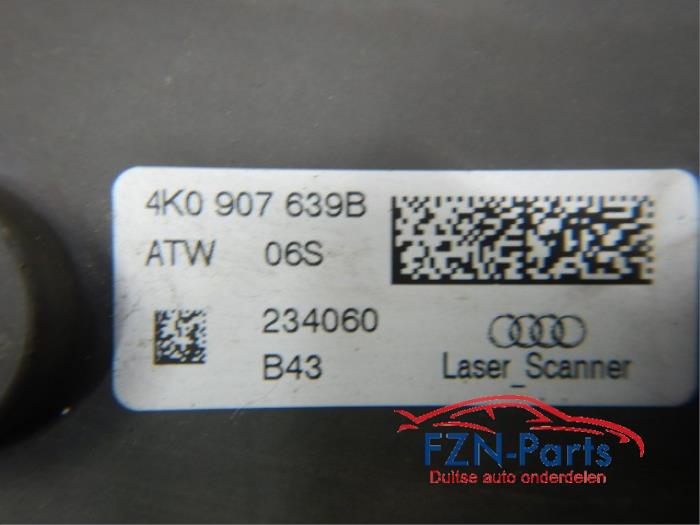 4K0 907 639B
ATW 06S
234060
B43
Laser_Scanner
FZN-Parts
Duitse auto onderdelen